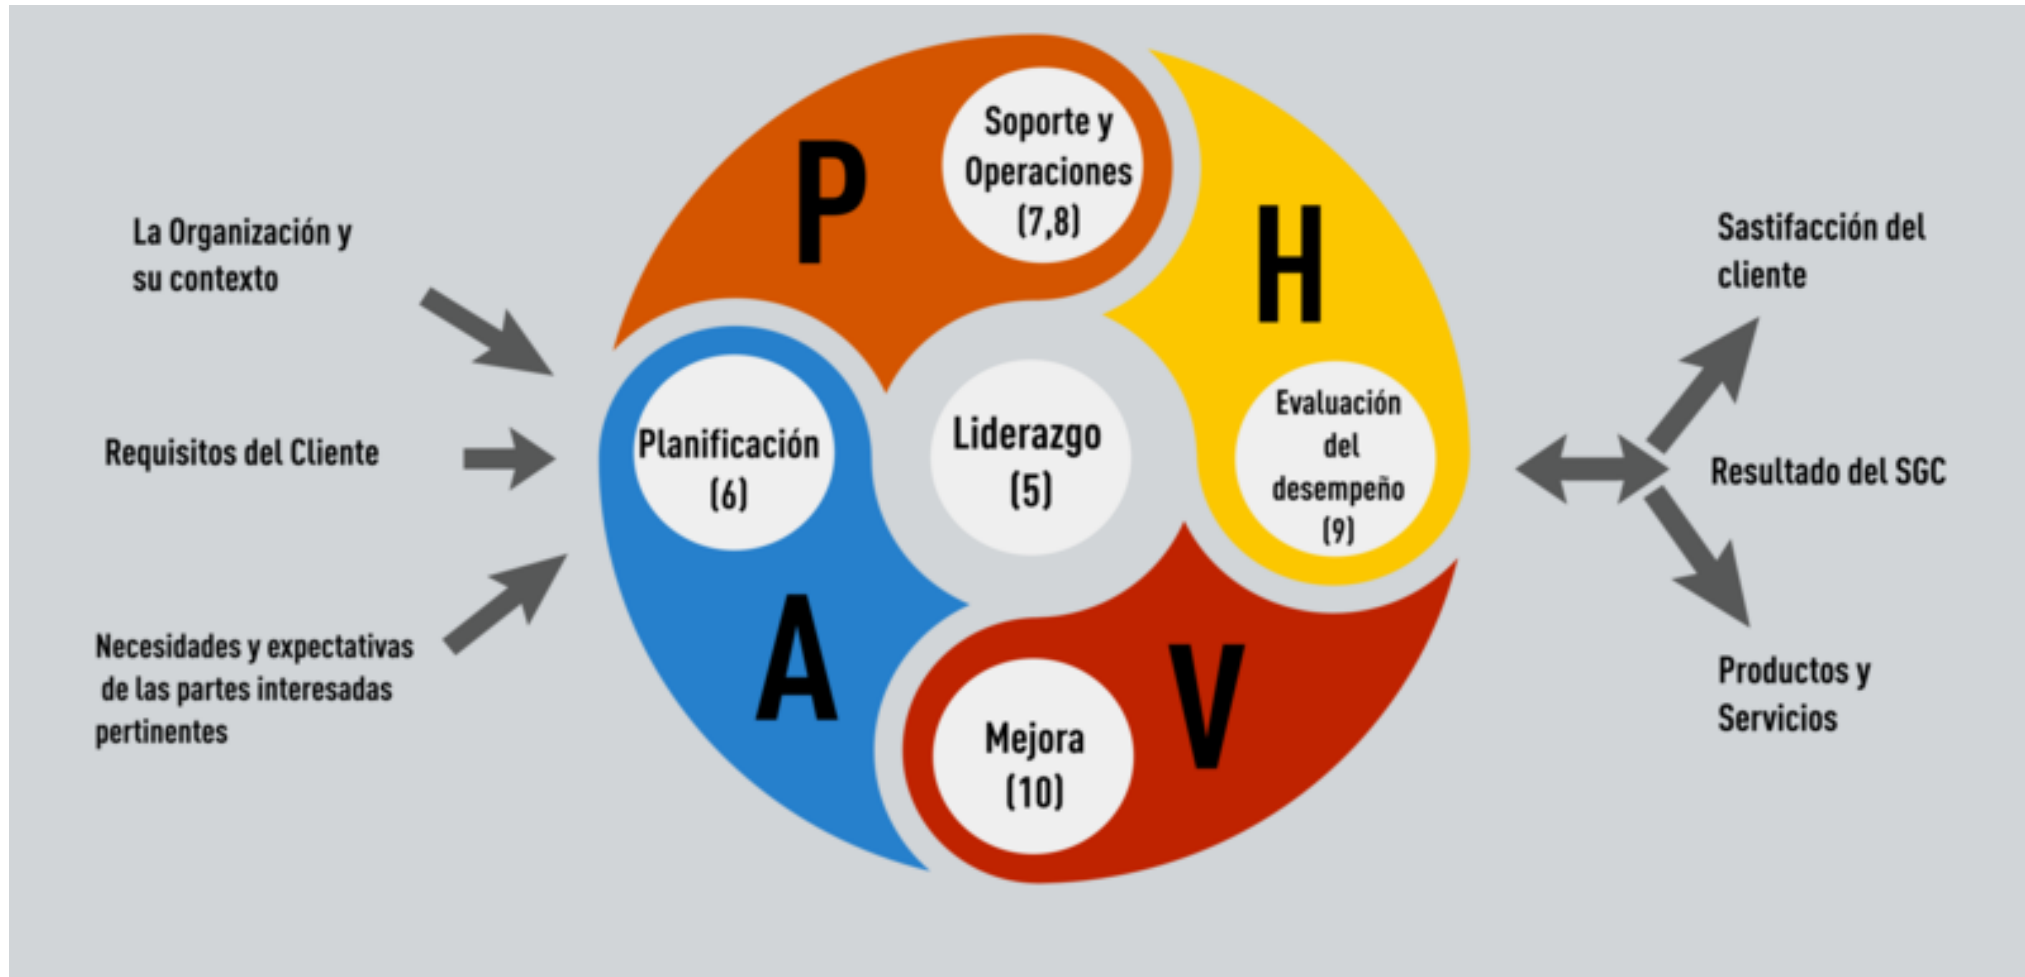 La Organización y
su contexto
Requisitos del Cliente
Necesidades y expectativas
de las partes interesadas
pertinentes
P
Soporte y
Operaciones
(7,8)
H
Planificación
(6)
Liderazgo
(5)
Evaluación
del
desempeño
(9)
A
Mejora
(10)
V
Sastifacción del
cliente
Resultado del SGC
Productos y
Servicios